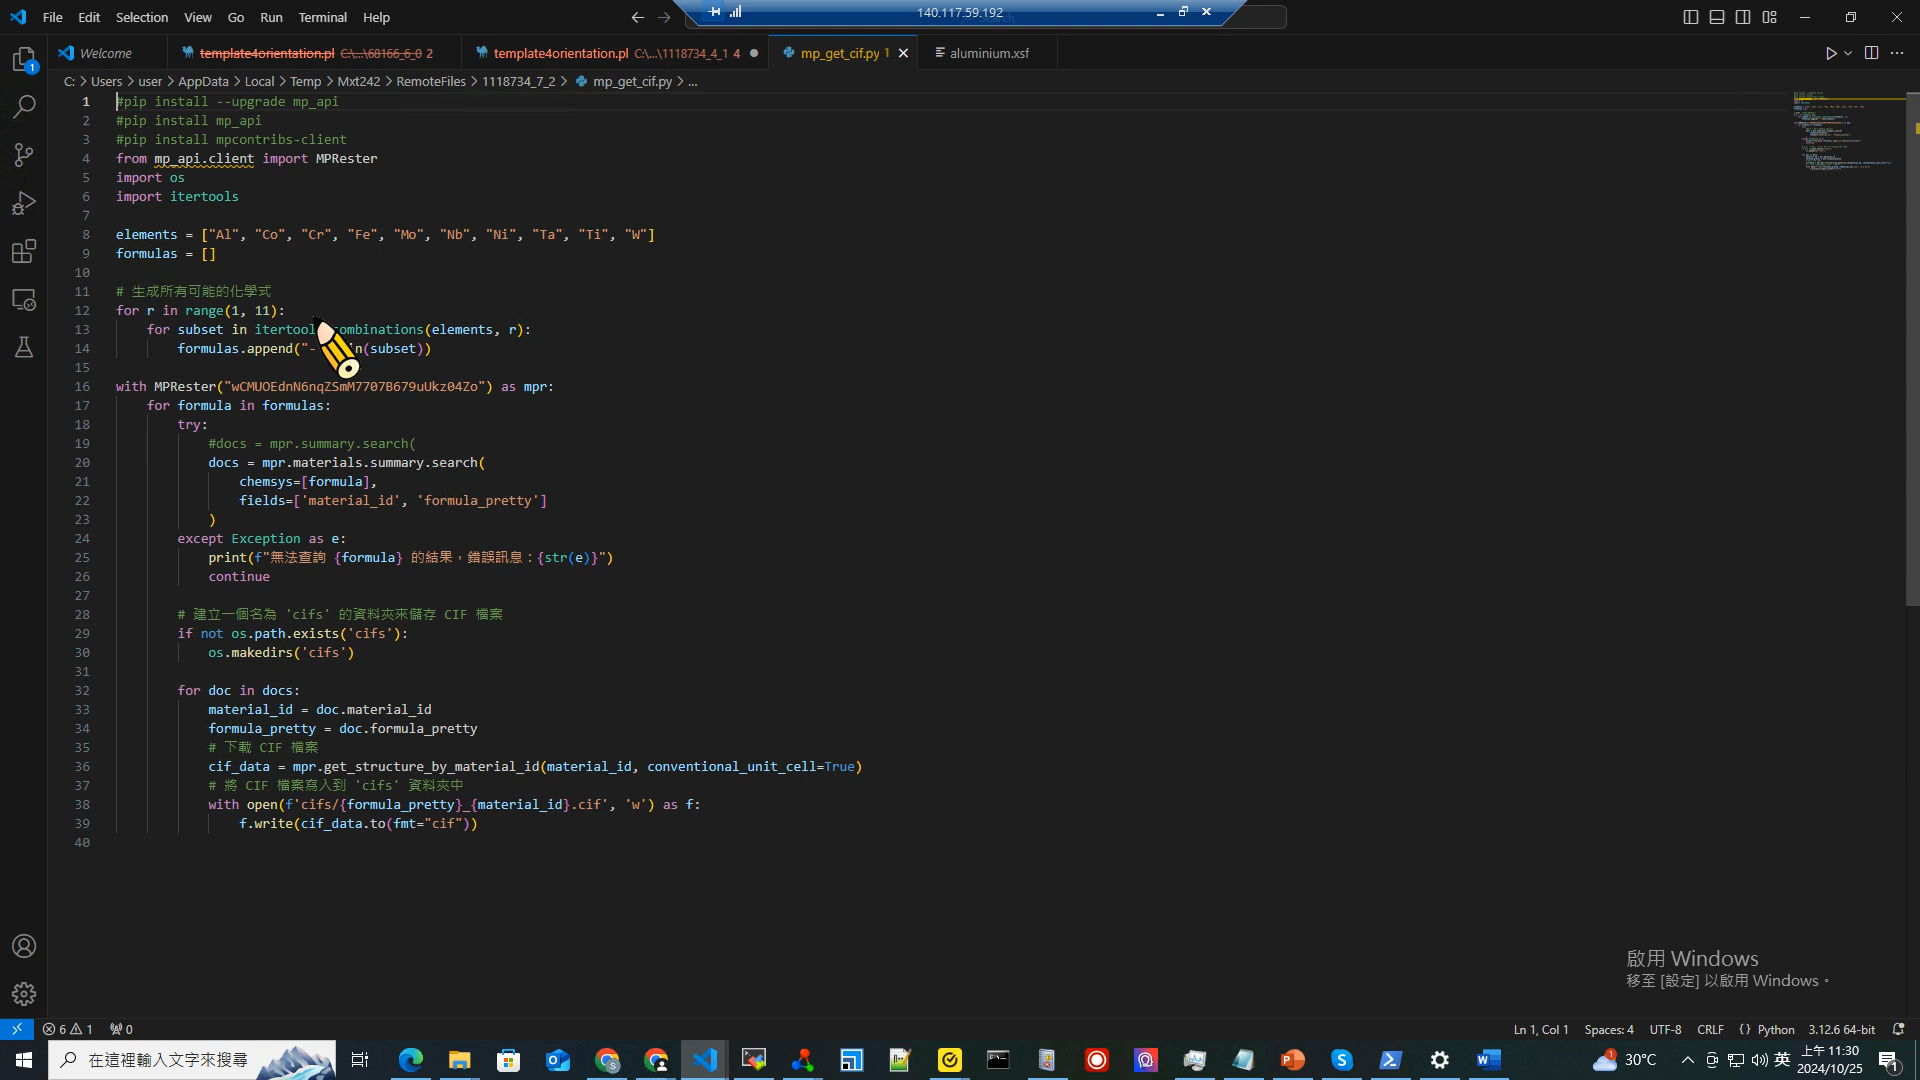 File Edit Selection View Go Run Terminal Help
140.117.59.192
Welcome
template4orientation.pl C:\...\68166_6_0 2
template4orientation.pl C:\...\1118734_4_1 4
mp_get_cif.py 1
aluminium.xsf
C: > Users > user > AppData > Local > Temp > Mxt242 > RemoteFiles > 1118734_7_2 > mp_get_cif.py > ...
1 #pip install --upgrade mp_api
2 #pip install mp_api
3 #pip install mpcontribs-client
4 from mp_api.client import MPRester
5 import os
6 import itertools
7
8 elements = ["Al", "Co", "Cr", "Fe", "Mo", "Nb", "Ni", "Ta", "Ti", "W"]
9 formulas = []
10
11 # 生成所有可能的化學式
12 for r in range(1, 11):
13 for subset in itertool ombinations(elements, r):
14 formulas.append("- n(subset))
15
16 with MPRester("wCMUOEdnN6nqZSmM7707B679uUkz04Zo") as mpr:
17 for formula in formulas:
18 try:
19 #docs = mpr.summary.search(
20 docs = mpr.materials.summary.search(
21 chemsys=[formula],
22 fields=['material_id', 'formula_pretty']
23 )
24 except Exception as e:
25 print(f"無法查詢 {formula} 的結果，錯誤訊息：{str(e)}")
26 continue
27
28 # 建立一個名為 'cifs' 的資料夾來儲存 CIF 檔案
29 if not os.path.exists('cifs'):
30 os.makedirs('cifs')
31
32 for doc in docs:
33 material_id = doc.material_id
34 formula_pretty = doc.formula_pretty
35 # 下載 CIF 檔案
36 cif_data = mpr.get_structure_by_material_id(material_id, conventional_unit_cell=True)
37 # 將 CIF 檔案寫入到 'cifs' 資料夾中
38 with open(f'cifs/{formula_pretty}_{material_id}.cif', 'w') as f:
39 f.write(cif_data.to(fmt="cif"))
40
啟用 Windows
移至 [設定] 以啟用 Windows。
6 1 0
Ln 1, Col 1 Spaces: 4 UTF-8 CRLF {} Python 3.12.6 64-bit
在這裡輸入文字來搜尋
30°C
英
上午 11:30
2024/10/25